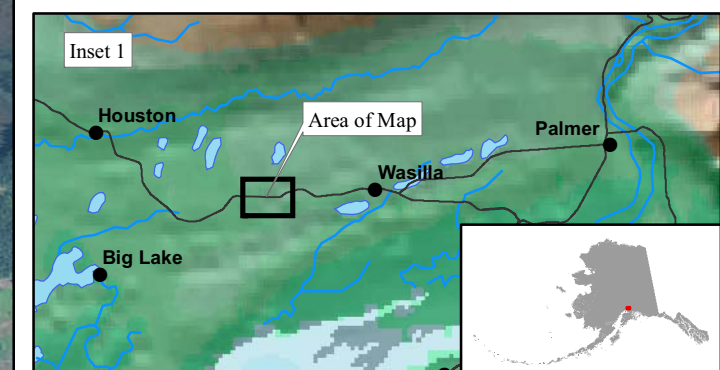 Inset 1
Houston
Area of Map
Palmer
Wasilla
Big Lake